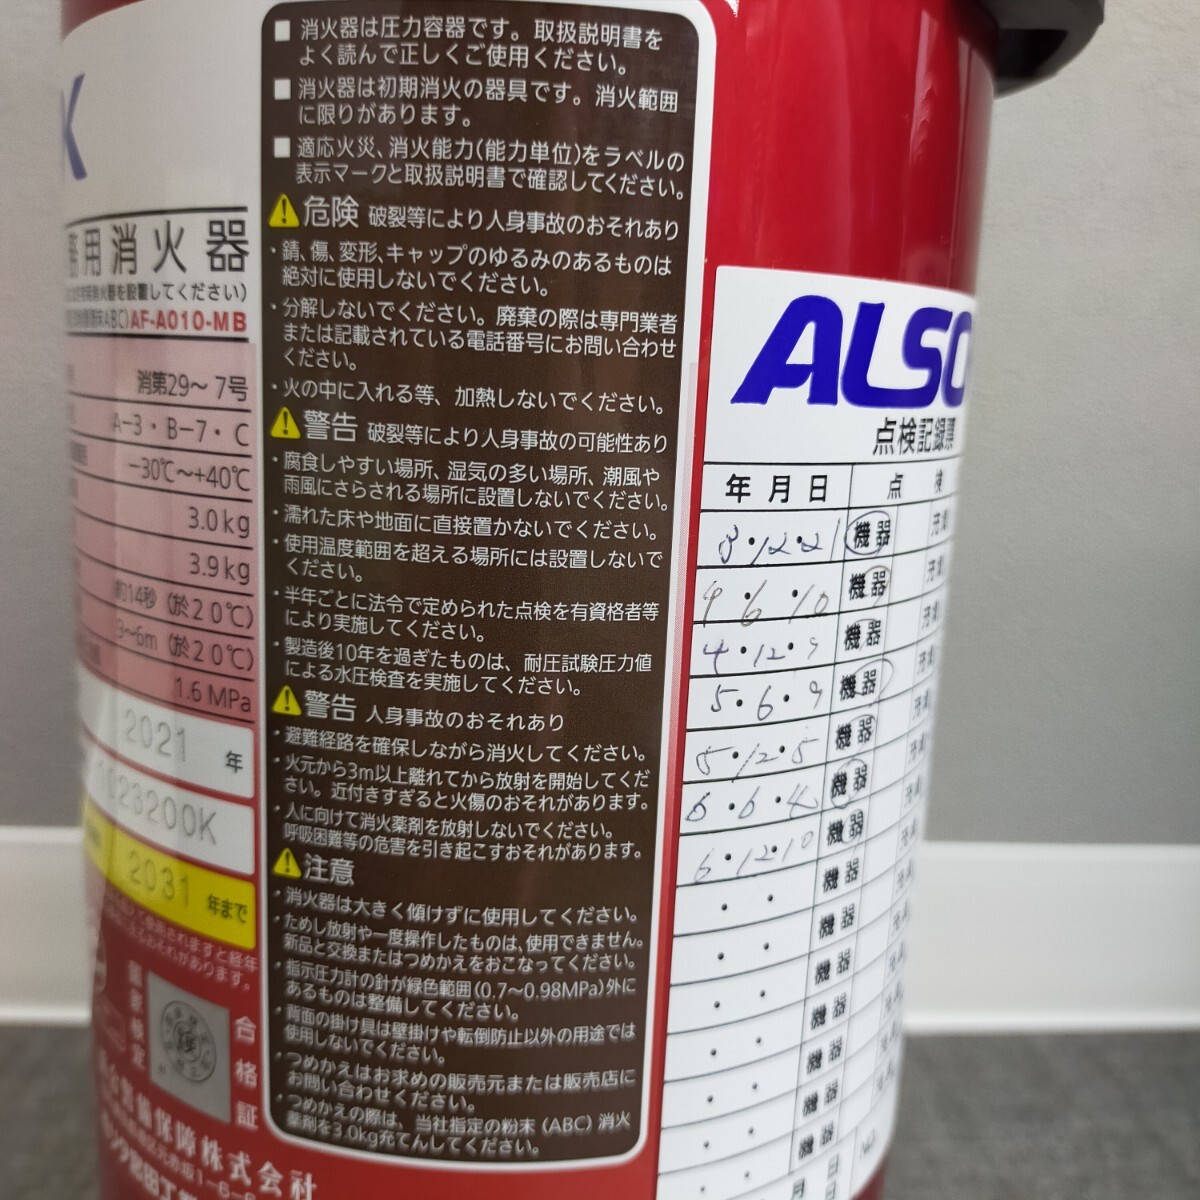 K
用消火器
を設置してください)
ABC)AF-A010-MB
消第29〜 7号
A-3・B-7・C
-30℃〜+40℃
3.0kg
3.9kg
約14秒(於20℃)
3〜6m(於20℃)
1.6 MPa
2021 年
23200K
2031 年まで
国家検定
合格証
保障株式会社
■ 消火器は圧力容器です。取扱説明書を
よく読んで正しくご使用ください。
■ 消火器は初期消火の器具です。消火範囲
に限りがあります。
■ 適応火災、消火能力(能力単位)をラベルの
表示マークと取扱説明書で確認してください。
危険 破裂等により人身事故のおそれあり
・錆、傷、変形、キャップのゆるみのあるものは
絶対に使用しないでください。
・分解しないでください。廃棄の際は専門業者
または記載されている電話番号にお問い合わせ
ください。
・火の中に入れる等、加熱しないでください。
警告 破裂等により人身事故の可能性あり
・腐食しやすい場所、湿気の多い場所、潮風や
雨風にさらされる場所に設置しないでください。
・濡れた床や地面に直接置かないでください。
・使用温度範囲を超える場所には設置しないで
ください。
・半年ごとに法令で定められた点検を有資格者等
により実施してください。
・製造後10年を過ぎたものは、耐圧試験圧力値
による水圧検査を実施してください。
警告 人身事故のおそれあり
・避難経路を確保しながら消火してください。
・火元から3m以上離れてから放射を開始してくだ
さい。近付きすぎると火傷のおそれがあります。
・人に向けて消火薬剤を放射しないでください。
呼吸困難等の危害を引き起こすおそれがあります。
注意
・消火器は大きく傾けずに使用してください。
・ためし放射や一度操作したものは、使用できません。
新品と交換またはつめかえをおこなってください。
・指示圧力計の針が緑色範囲(0.7〜0.98MPa)外に
あるものは整備してください。
・背面の掛け具は壁掛けや転倒防止以外の用途では
使用しないでください。
・つめかえはお求めの販売元または販売店に
お問い合わせください。
・つめかえの際は、当社指定の粉末(ABC)消火
薬剤を3.0kg充てんしてください。
ALSO
点検記録票
年月日 点 検
3・12・21 機器
4・6・10 機器
4・12・9 機器
5・6・9 機器
5・12・5 機器
6・6・4 機器
6・12・10 機器
・ ・ 機器
・ ・ 機器
・ ・ 機器
・ ・ 機器
・ ・ 機器
・ ・ 機器
・ ・ 機器